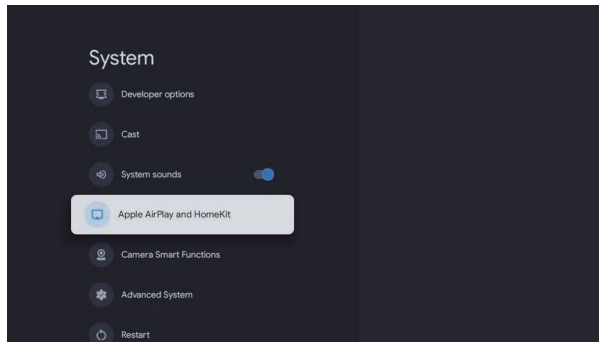 System
Developer options
Cast
System sounds
Apple AirPlay and HomeKit
Camera Smart Functions
Advanced System
Restart